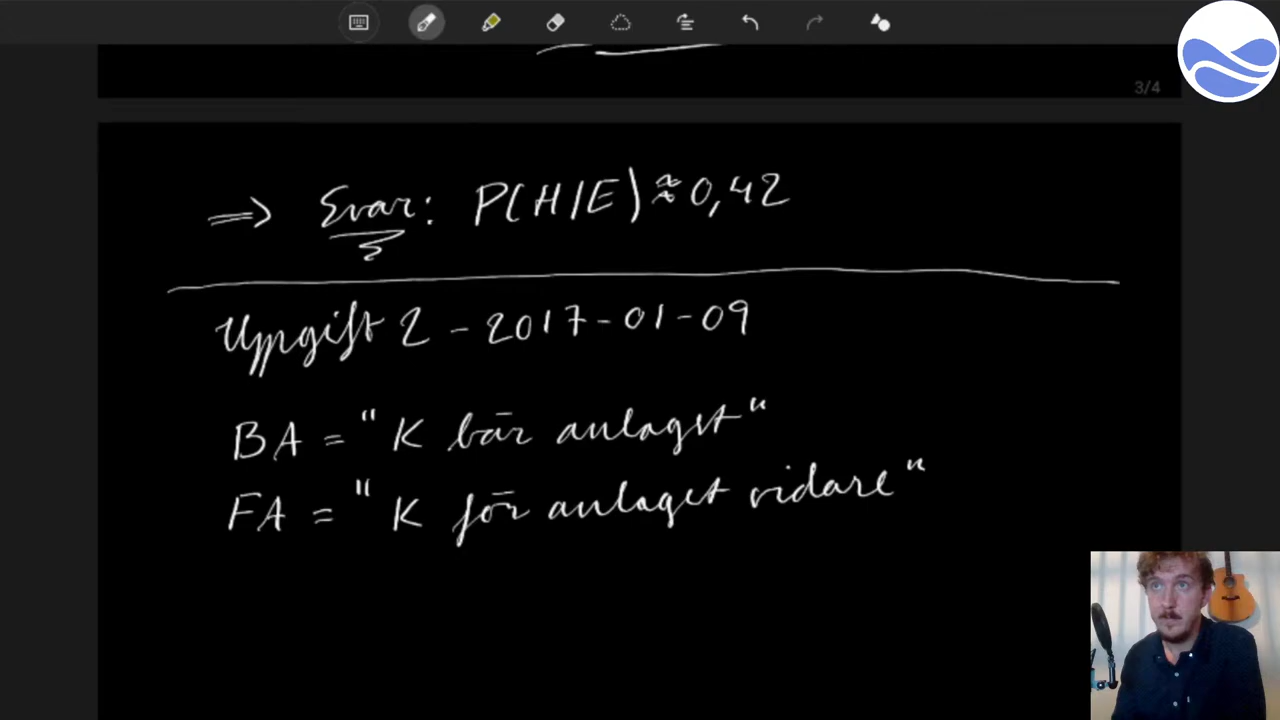 3/4
⇒ Svar: P(H/E) ≈ 0,42
Uppgift 2 - 2017-01-09
BA = "K bär anlaget"
FA = "K för anlaget vidare"